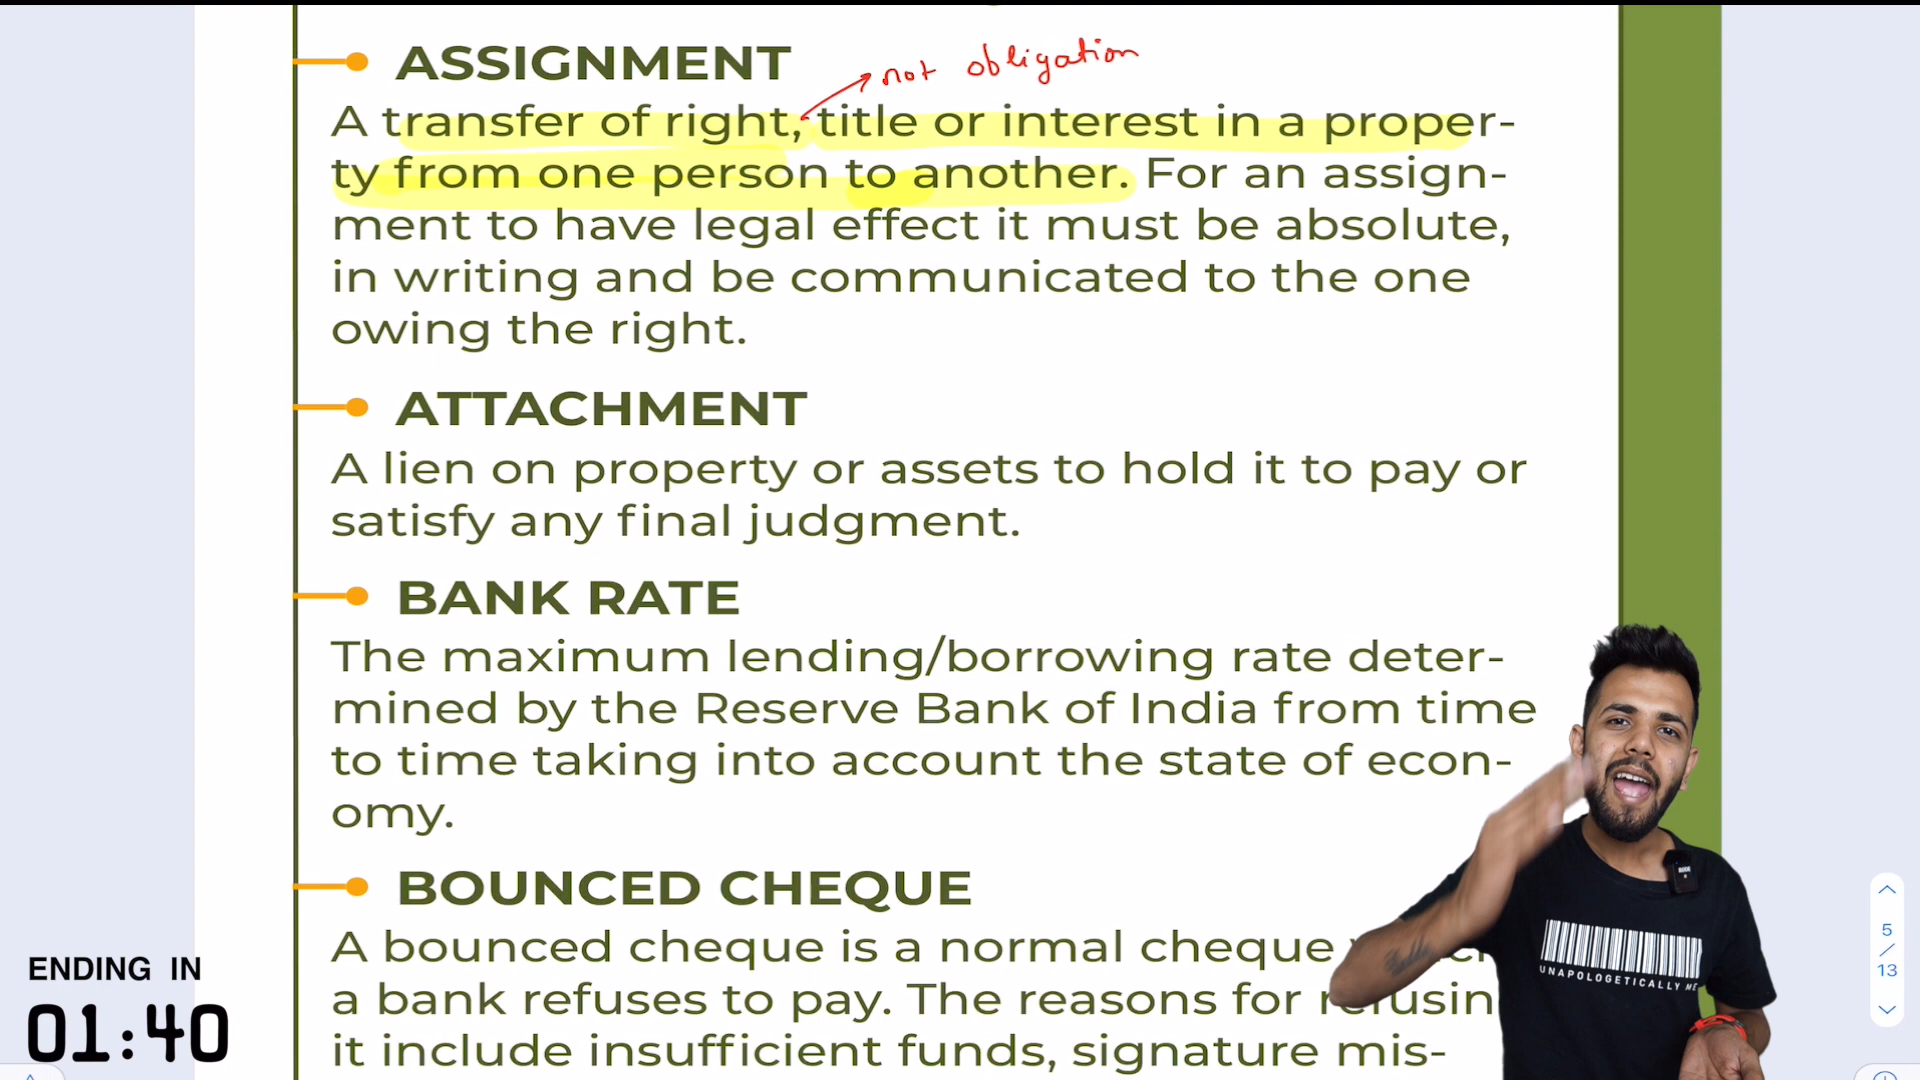 ASSIGNMENT
not obligation
A transfer of right, title or interest in a proper-
ty from one person to another. For an assign-
ment to have legal effect it must be absolute,
in writing and be communicated to the one
owing the right.
ATTACHMENT
A lien on property or assets to hold it to pay or
satisfy any final judgment.
BANK RATE
The maximum lending/borrowing rate deter-
mined by the Reserve Bank of India from time
to time taking into account the state of econ-
omy.
BOUNCED CHEQUE
A bounced cheque is a normal cheque
a bank refuses to pay. The reasons for
it include insufficient funds, signature mis-
ENDING IN
01:40
UNAPOLOGETICALLY ME
5
/
13